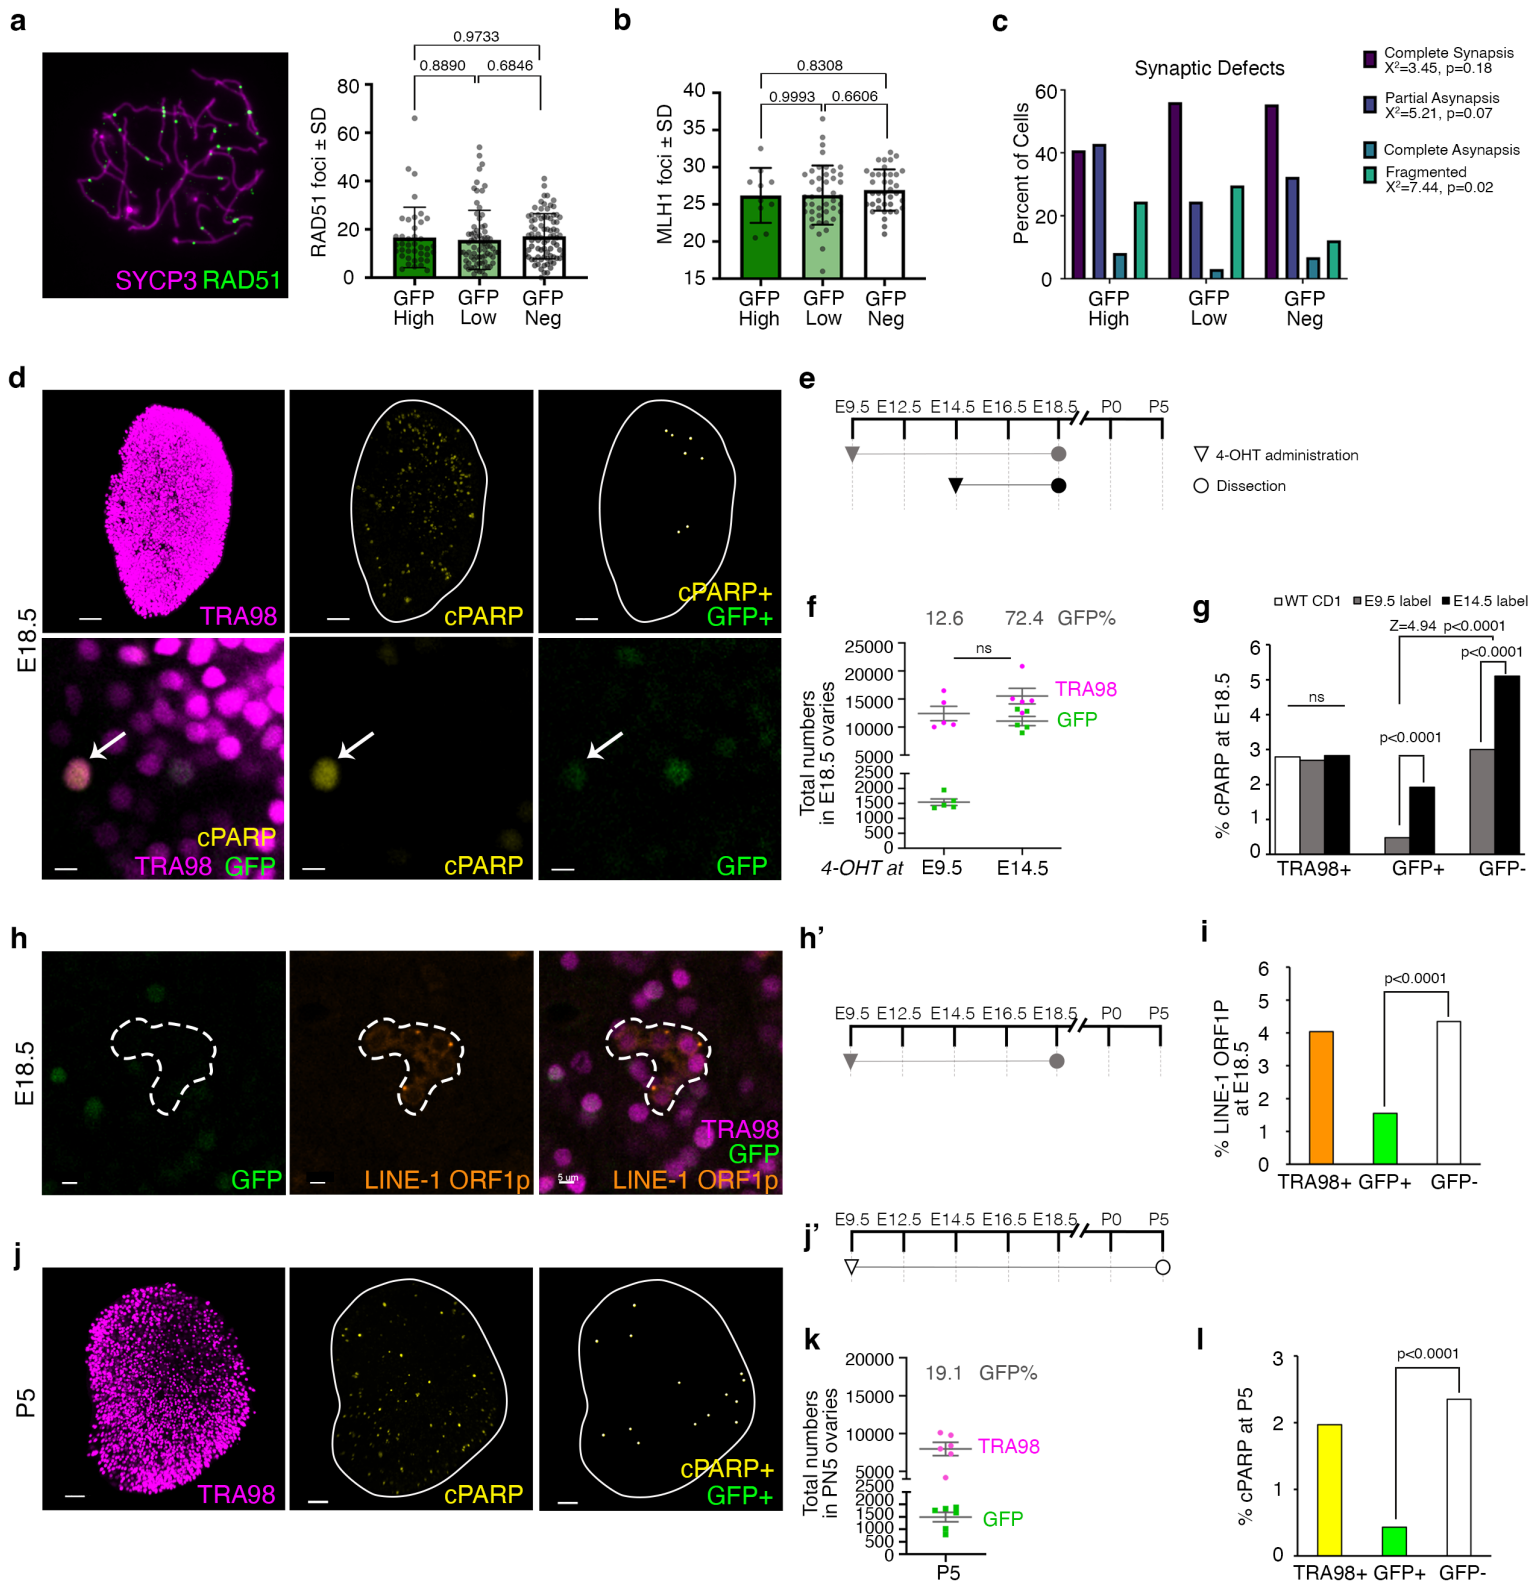 a
SYCP3 RAD51
RAD51 foci ± SD
80
60
40
20
0
0.9733
0.8890
0.6846
GFP High
GFP Low
GFP Neg
b
MLH1 foci ± SD
40
35
30
25
20
15
0.8308
0.9993
0.6606
GFP High
GFP Low
GFP Neg
c
Synaptic Defects
Percent of Cells
60
40
20
0
GFP High
GFP Low
GFP Neg
Complete Synapsis
X²=3.45, p=0.18
Partial Asynapsis
X²=5.21, p=0.07
Complete Asynapsis
Fragmented
X²=7.44, p=0.02
d
E18.5
TRA98
cPARP
cPARP+
GFP+
cPARP
TRA98 GFP
cPARP
GFP
e
E9.5 E12.5 E14.5 E16.5 E18.5 P0 P5
4-OHT administration
Dissection
f
12.6 72.4 GFP%
Total numbers
in E18.5 ovaries
25000
20000
15000
10000
5000
2500
2000
1500
1000
500
0
ns
TRA98
GFP
4-OHT at E9.5 E14.5
g
WT CD1 E9.5 label E14.5 label
Z=4.94 p<0.0001
p<0.0001
ns
p<0.0001
% cPARP at E18.5
6
5
4
3
2
1
0
TRA98+ GFP+ GFP-
h
E18.5
GFP
LINE-1 ORF1p
TRA98
GFP
LINE-1 ORF1p
5 um
h’
E9.5 E12.5 E14.5 E16.5 E18.5 P0 P5
i
% LINE-1 ORF1P
at E18.5
6
5
4
3
2
1
0
p<0.0001
TRA98+ GFP+ GFP-
j
P5
TRA98
cPARP
cPARP+
GFP+
j’
E9.5 E12.5 E14.5 E16.5 E18.5 P0 P5
k
19.1 GFP%
Total numbers
in PN5 ovaries
20000
15000
10000
5000
2500
2000
1500
1000
500
0
TRA98
GFP
P5
l
% cPARP at P5
3
2
1
0
p<0.0001
TRA98+ GFP+ GFP-